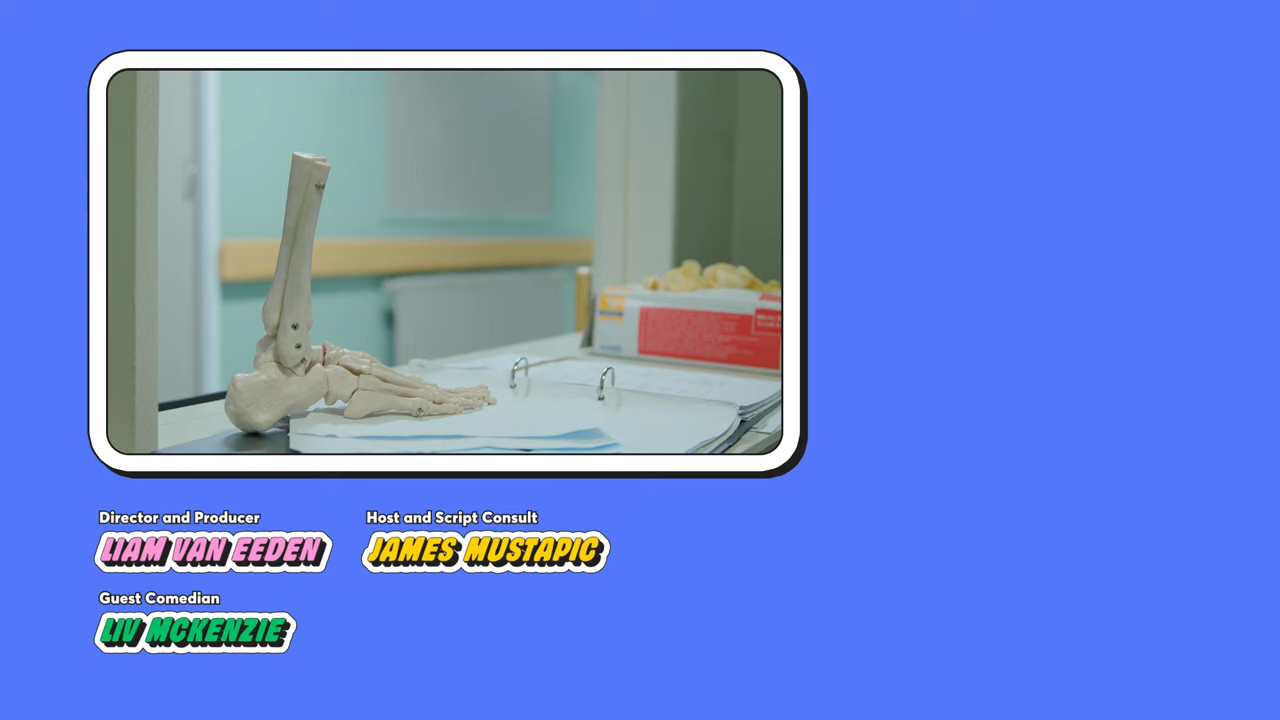 Director and Producer
LIAM VAN EEDEN
Host and Script Consult
JAMES MUSTAPIC
Guest Comedian
LIV MCKENZIE